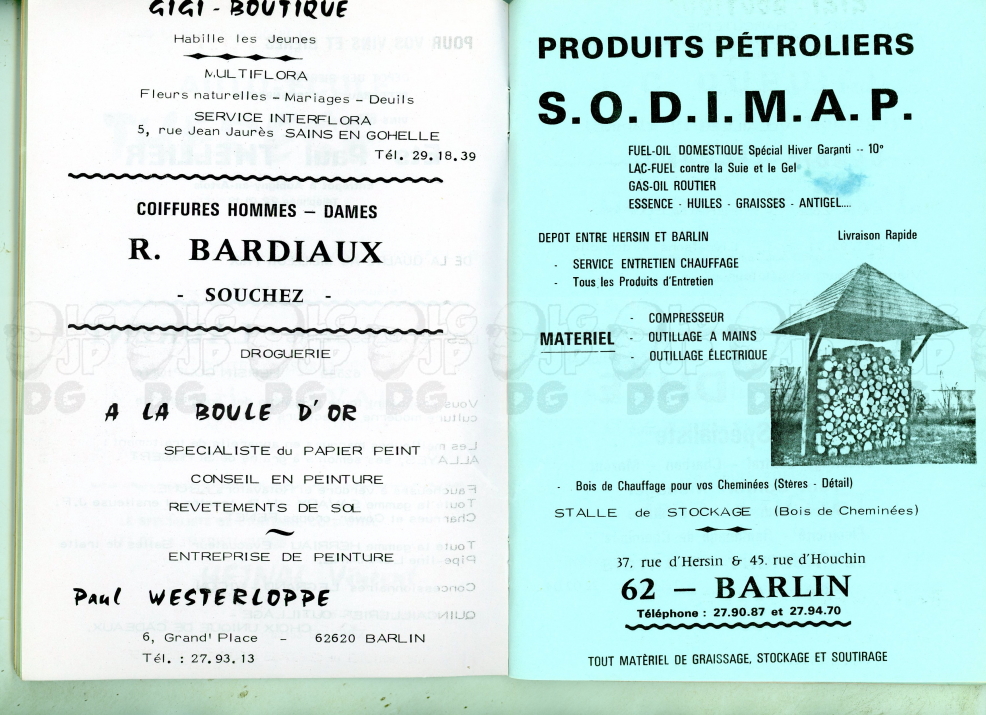 GIGI - BOUTIQUE
Habille les Jeunes
MULTIFLORA
Fleurs naturelles - Mariages - Deuils
SERVICE INTERFLORA
5, rue Jean Jaurès SAINS EN GOHELLE
Tél. 29.18.39
COIFFURES HOMMES – DAMES
R. BARDIAUX
- SOUCHEZ -
DROGUERIE
A LA BOULE D'OR
SPECIALISTE du PAPIER PEINT
CONSEIL EN PEINTURE
REVETEMENTS DE SOL
ENTREPRISE DE PEINTURE
Paul WESTERLOPPE
6, Grand' Place - 62620 BARLIN
Tél. : 27.93.13
PRODUITS PÉTROLIERS
S.O.D.I.M.A.P.
FUEL-OIL DOMESTIQUE Spécial Hiver Garanti -- 10°
LAC-FUEL contre la Suie et le Gel
GAS-OIL ROUTIER
ESSENCE - HUILES - GRAISSES - ANTIGEL....
DEPOT ENTRE HERSIN ET BARLIN Livraison Rapide
- SERVICE ENTRETIEN CHAUFFAGE
- Tous les Produits d'Entretien
- COMPRESSEUR
MATERIEL - OUTILLAGE A MAINS
- OUTILLAGE ÉLECTRIQUE
- Bois de Chauffage pour vos Cheminées (Stères - Détail)
STALLE de STOCKAGE (Bois de Cheminées)
37, rue d'Hersin & 45. rue d'Houchin
62 – BARLIN
Téléphone : 27.90.87 et 27.94.70
TOUT MATÈRIEL DE GRAISSAGE, STOCKAGE ET SOUTIRAGE